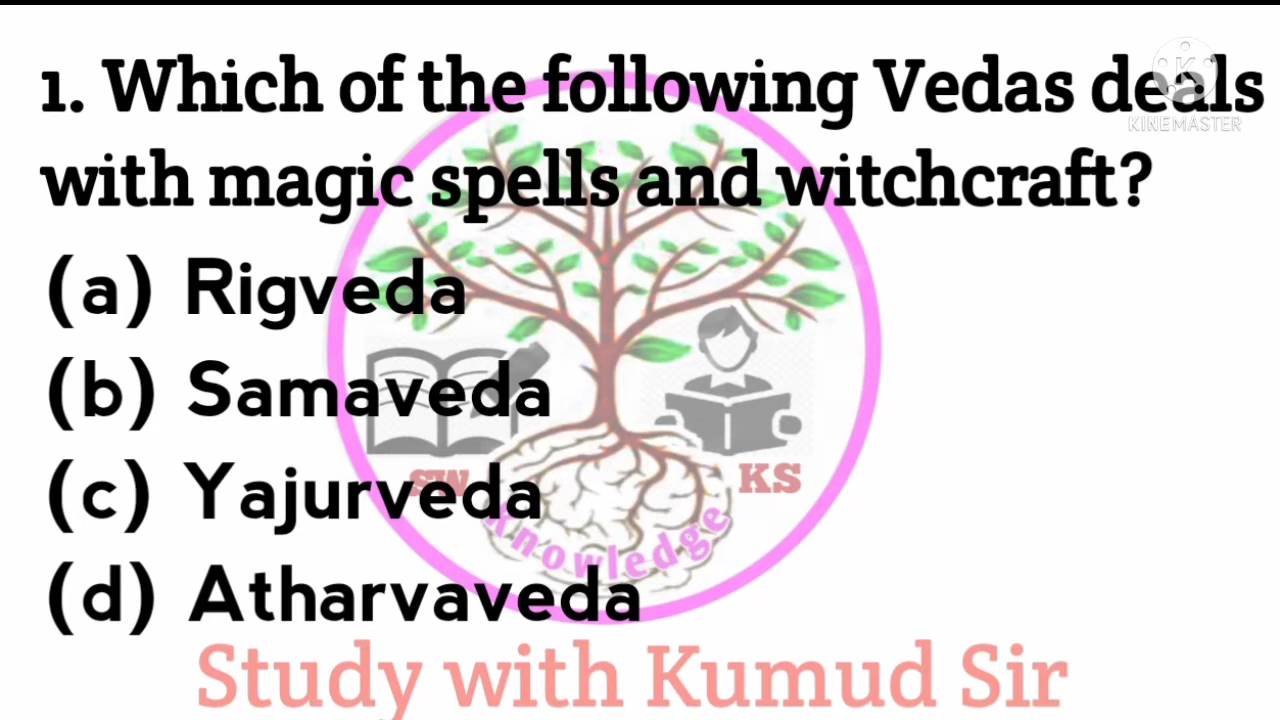 KINEMASTER
1. Which of the following Vedas deals
with magic spells and witchcraft?
(a) Rigveda
(b) Samaveda
(c) Yajurveda
(d) Atharvaveda
SW
KS
Knowledge
Study with Kumud Sir